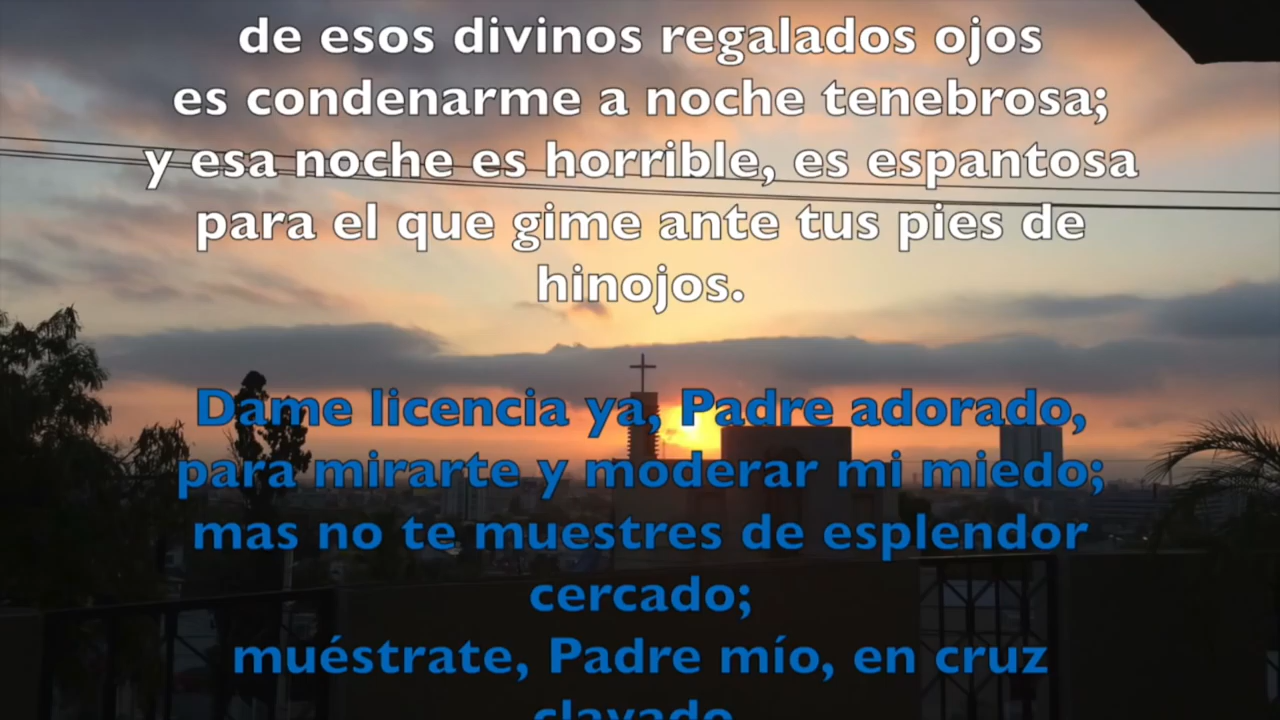 de esos divinos regalados ojos
es condenarme a noche tenebrosa;
y esa noche es horrible, es espantosa
para el que gime ante tus pies de
hinojos.
Dame licencia ya, Padre adorado,
para mirarte y moderar mi miedo;
mas no te muestres de esplendor
cercado;
muéstrate, Padre mío, en cruz
clavado